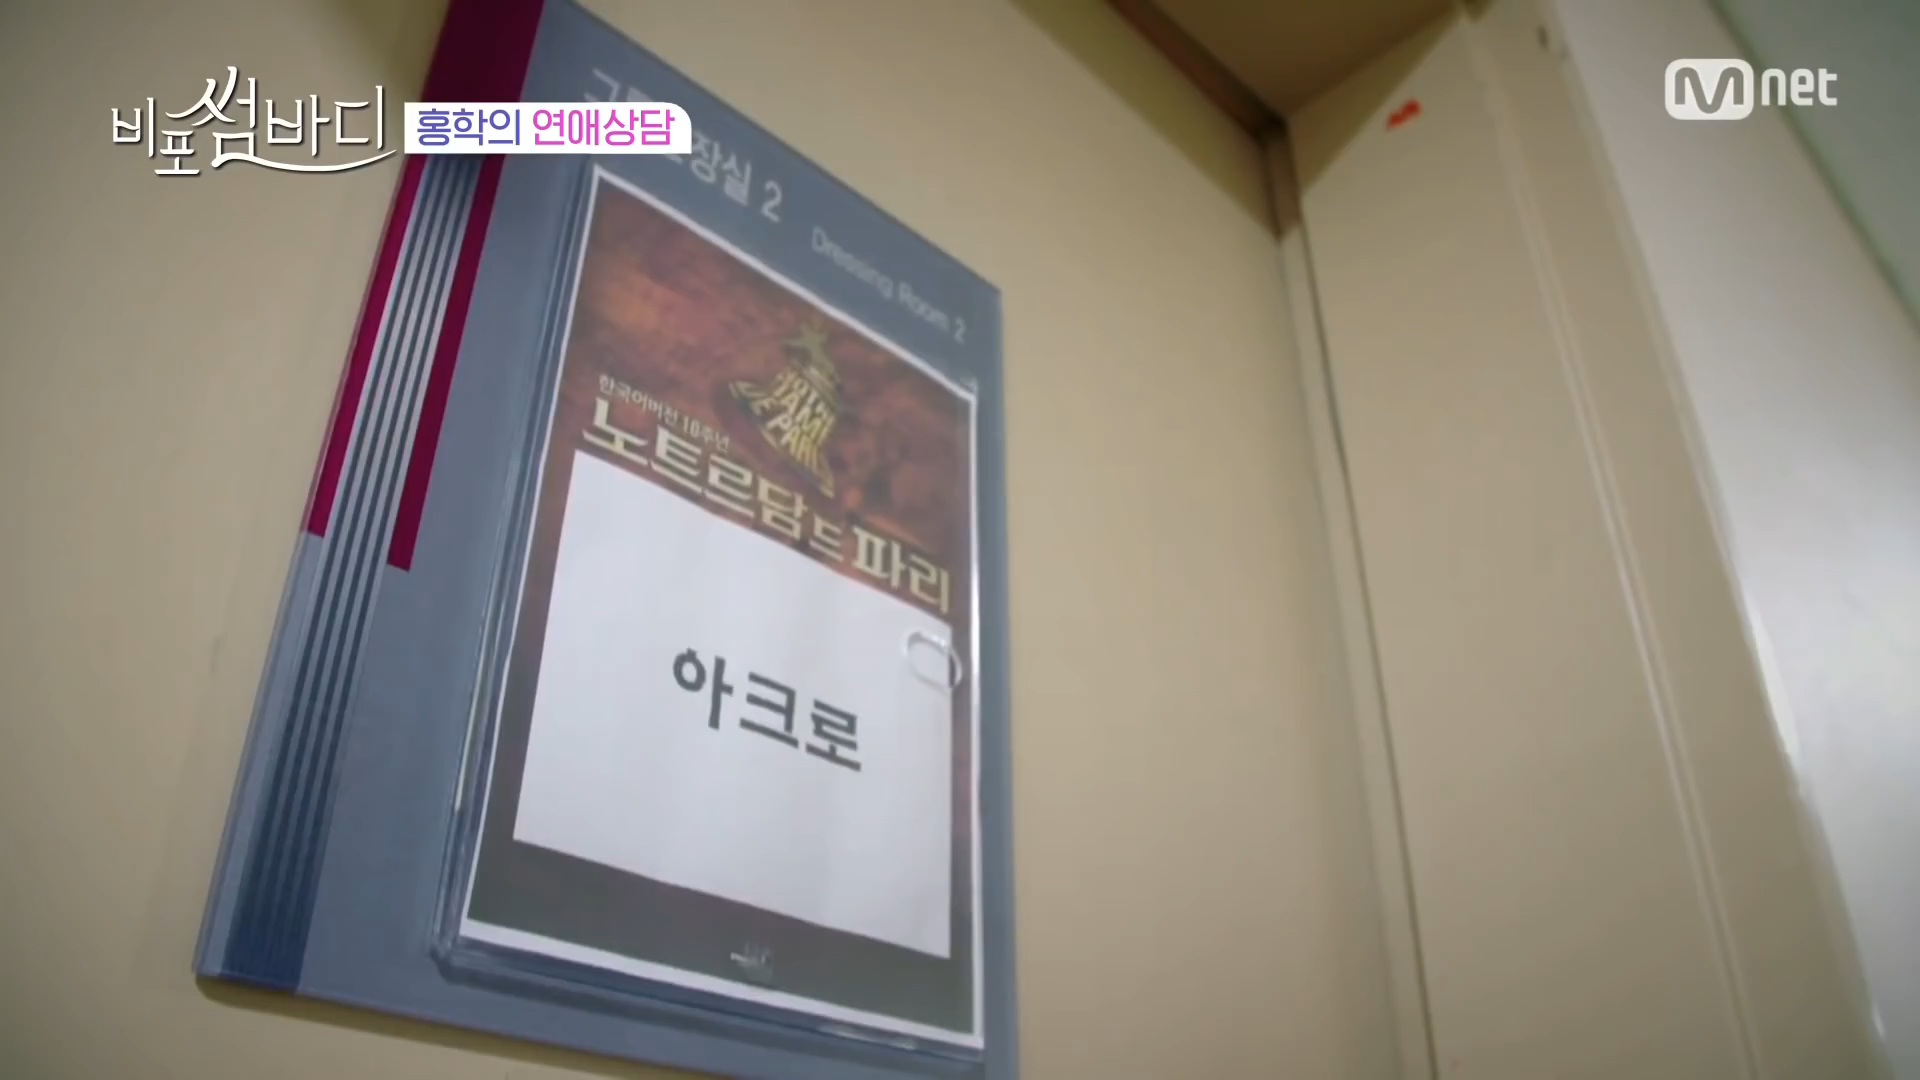 비포 썸바디
홍학의 연애상담
Mnet
장실 2
Dressing Room 2
한국어버전 10주년
노트르담 드 파리
아크로